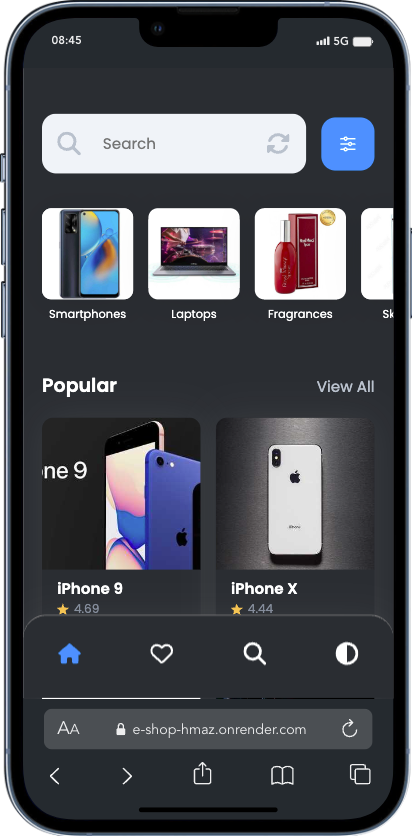 08:45 5G
Search
Smartphones Laptops Fragrances Sk
Popular View All
ne 9
iPhone 9 iPhone X
4.69 4.44
AA e-shop-hmaz.onrender.com